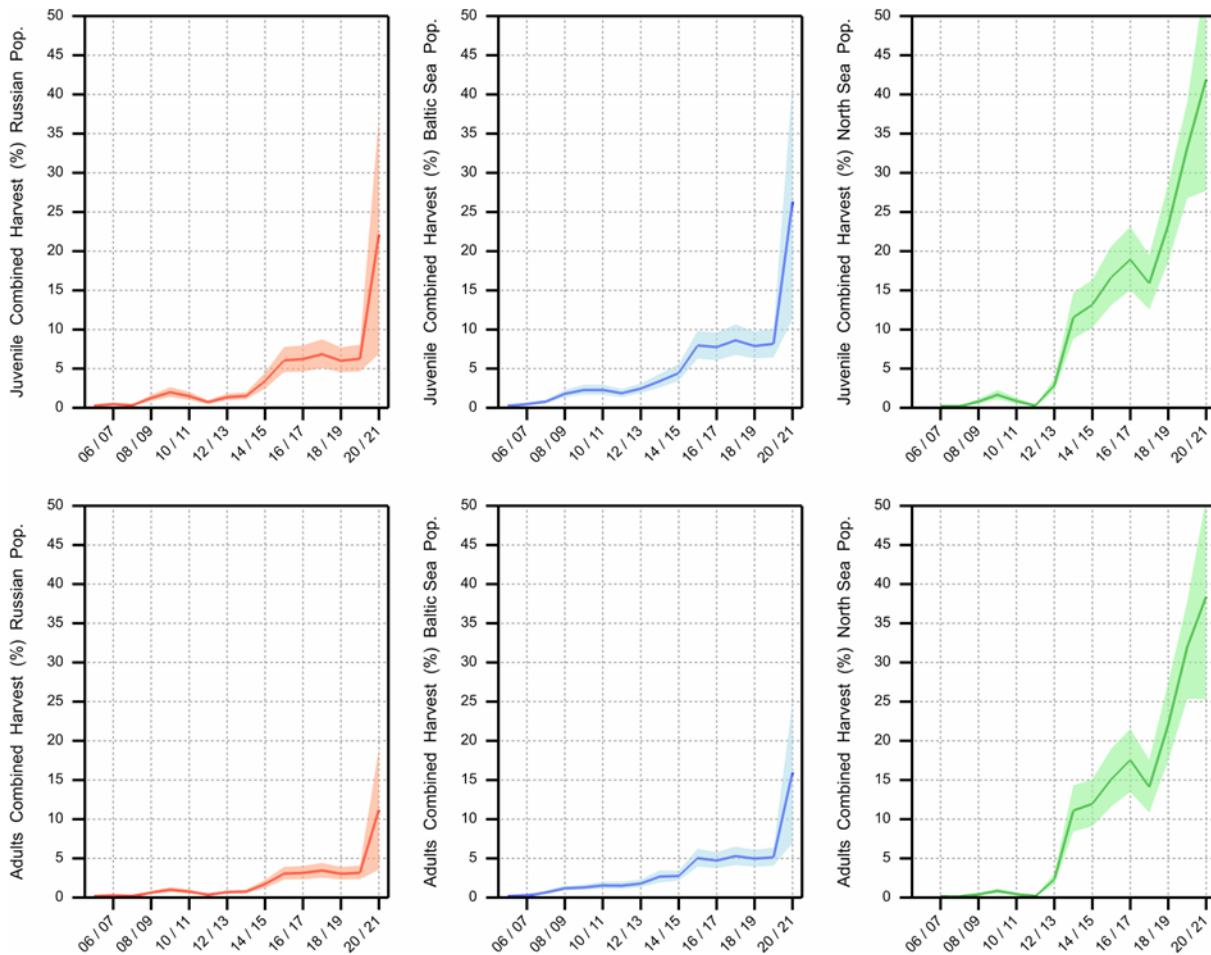 Juvenile Combined Harvest (%) Russian Pop.
50
45
40
35
30
25
20
15
10
5
0
06 / 07
08 / 09
10 / 11
12 / 13
14 / 15
16 / 17
18 / 19
20 / 21
Juvenile Combined Harvest (%) Baltic Sea Pop.
50
45
40
35
30
25
20
15
10
5
0
06 / 07
08 / 09
10 / 11
12 / 13
14 / 15
16 / 17
18 / 19
20 / 21
Juvenile Combined Harvest (%) North Sea Pop.
50
45
40
35
30
25
20
15
10
5
0
06 / 07
08 / 09
10 / 11
12 / 13
14 / 15
16 / 17
18 / 19
20 / 21
Adults Combined Harvest (%) Russian Pop.
50
45
40
35
30
25
20
15
10
5
0
06 / 07
08 / 09
10 / 11
12 / 13
14 / 15
16 / 17
18 / 19
20 / 21
Adults Combined Harvest (%) Baltic Sea Pop.
50
45
40
35
30
25
20
15
10
5
0
06 / 07
08 / 09
10 / 11
12 / 13
14 / 15
16 / 17
18 / 19
20 / 21
Adults Combined Harvest (%) North Sea Pop.
50
45
40
35
30
25
20
15
10
5
0
06 / 07
08 / 09
10 / 11
12 / 13
14 / 15
16 / 17
18 / 19
20 / 21